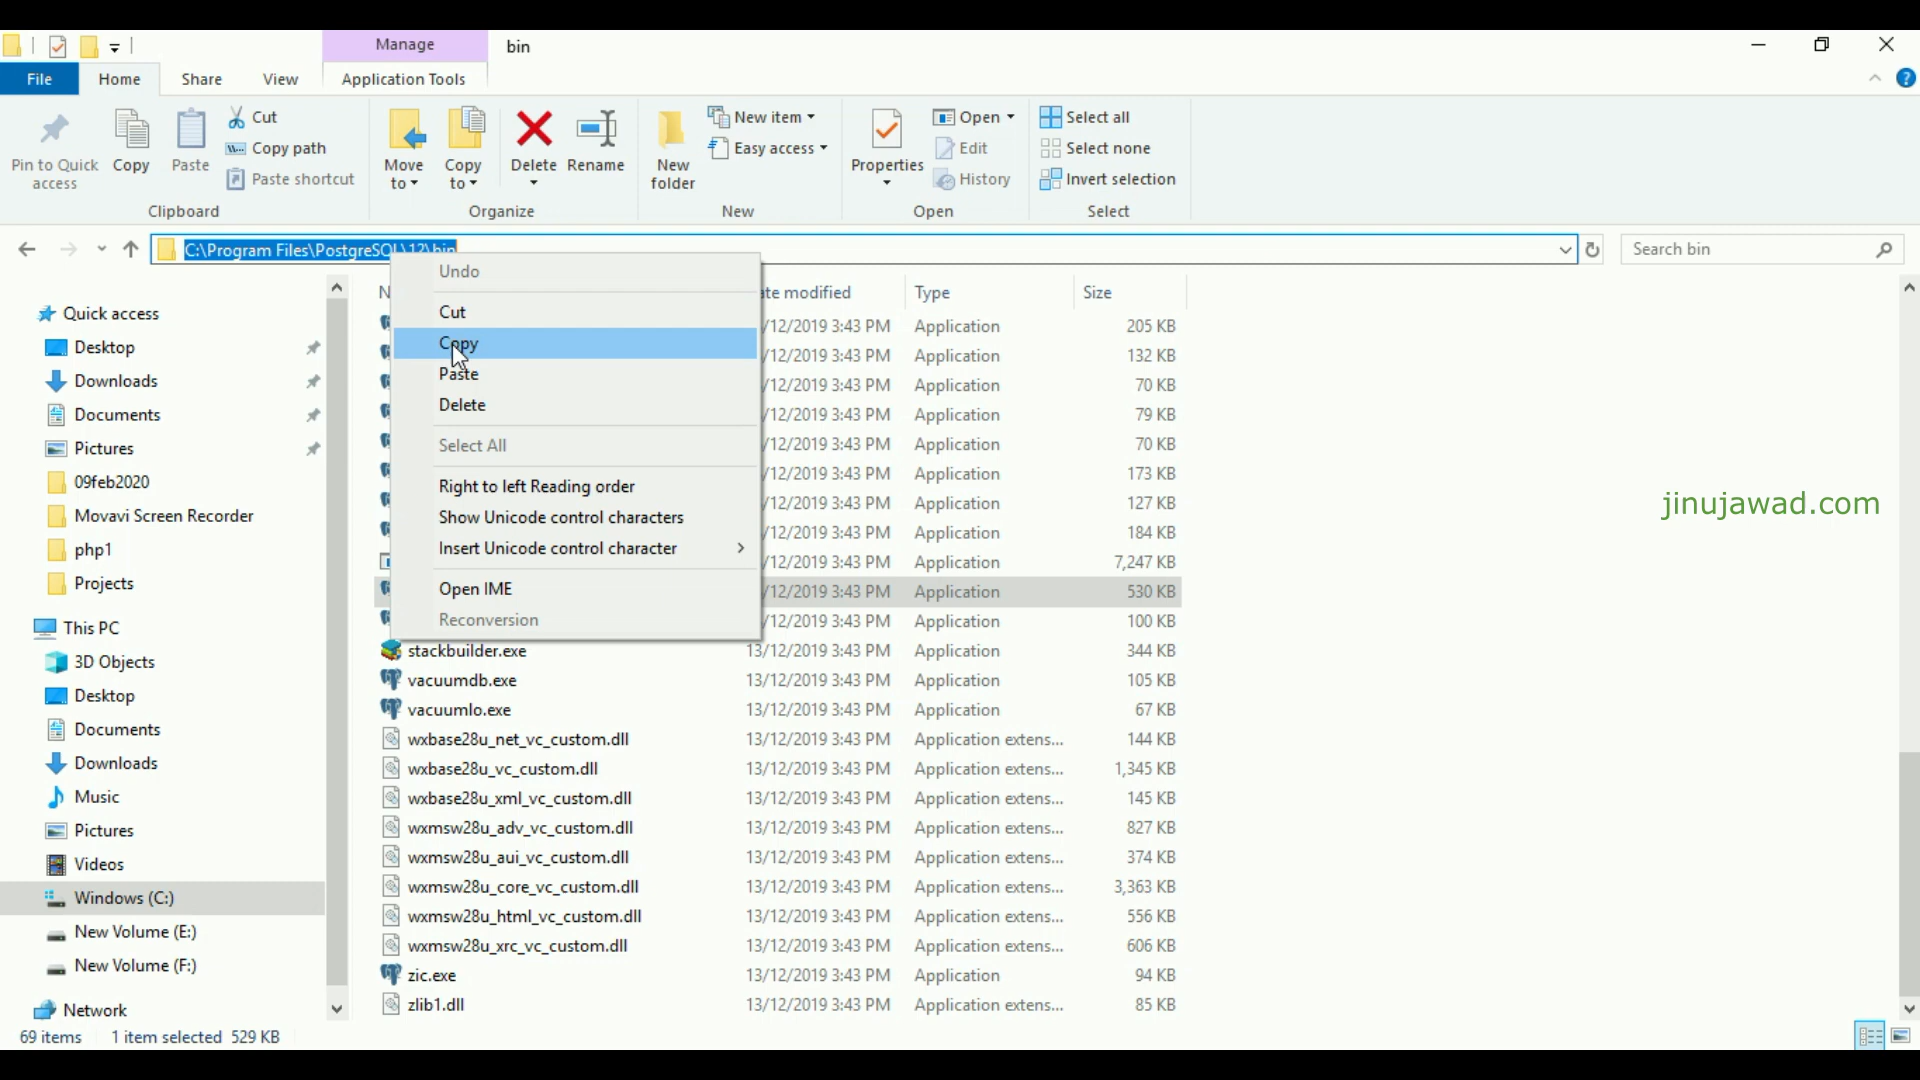 Manage
bin
File
Home
Share
View
Application Tools
Pin to Quick access
Copy
Paste
Cut
Copy path
Paste shortcut
Move to
Copy to
Delete
Rename
New folder
New item
Easy access
Properties
Open
Edit
History
Select all
Select none
Invert selection
Clipboard
Organize
New
Open
Select
C:\Program Files\PostgreSQL\12\bin
Search bin
Undo
Cut
Copy
Paste
Delete
Select All
Right to left Reading order
Show Unicode control characters
Insert Unicode control character
Open IME
Reconversion
Quick access
Desktop
Downloads
Documents
Pictures
09feb2020
Movavi Screen Recorder
php1
Projects
This PC
3D Objects
Desktop
Documents
Downloads
Music
Pictures
Videos
Windows (C:)
New Volume (E:)
New Volume (F:)
Network
N
ate modified Type Size
/12/2019 3:43 PM Application 205 KB
/12/2019 3:43 PM Application 132 KB
/12/2019 3:43 PM Application 70 KB
/12/2019 3:43 PM Application 79 KB
/12/2019 3:43 PM Application 70 KB
/12/2019 3:43 PM Application 173 KB
/12/2019 3:43 PM Application 127 KB
/12/2019 3:43 PM Application 184 KB
/12/2019 3:43 PM Application 7,247 KB
/12/2019 3:43 PM Application 530 KB
/12/2019 3:43 PM Application 100 KB
stackbuilder.exe 13/12/2019 3:43 PM Application 344 KB
vacuumdb.exe 13/12/2019 3:43 PM Application 105 KB
vacuumlo.exe 13/12/2019 3:43 PM Application 67 KB
wxbase28u_net_vc_custom.dll 13/12/2019 3:43 PM Application extens... 144 KB
wxbase28u_vc_custom.dll 13/12/2019 3:43 PM Application extens... 1,345 KB
wxbase28u_xml_vc_custom.dll 13/12/2019 3:43 PM Application extens... 145 KB
wxmsw28u_adv_vc_custom.dll 13/12/2019 3:43 PM Application extens... 827 KB
wxmsw28u_aui_vc_custom.dll 13/12/2019 3:43 PM Application extens... 374 KB
wxmsw28u_core_vc_custom.dll 13/12/2019 3:43 PM Application extens... 3,363 KB
wxmsw28u_html_vc_custom.dll 13/12/2019 3:43 PM Application extens... 556 KB
wxmsw28u_xrc_vc_custom.dll 13/12/2019 3:43 PM Application extens... 606 KB
zic.exe 13/12/2019 3:43 PM Application 94 KB
zlib1.dll 13/12/2019 3:43 PM Application extens... 85 KB
jinujawad.com
69 items 1 item selected 529 KB